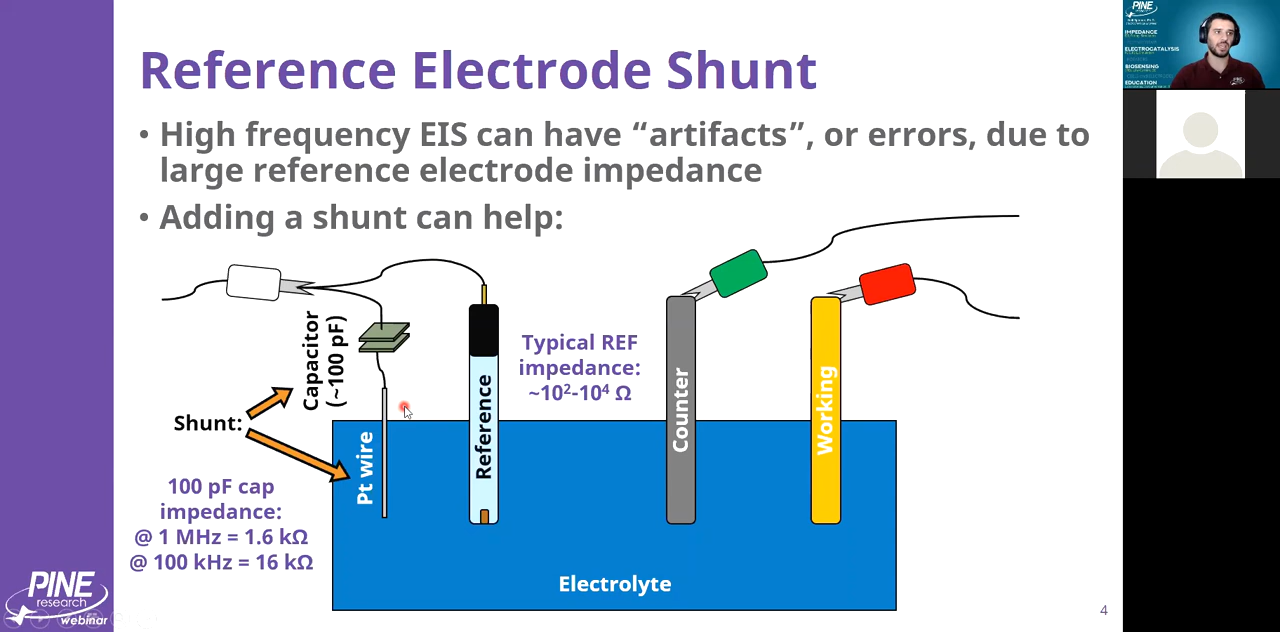 Reference Electrode Shunt
• High frequency EIS can have “artifacts”, or errors, due to
large reference electrode impedance
• Adding a shunt can help:
Capacitor
(~100 pF)
Typical REF
impedance:
~10²-10⁴ Ω
Shunt:
Pt wire
Reference
Counter
Working
100 pF cap
impedance:
@ 1 MHz = 1.6 kΩ
@ 100 kHz = 16 kΩ
Electrolyte
PINE
research
webinar
4
PINE
IMPEDANCE
ELECTROCATALYSIS
BIOSENSING
EDUCATION